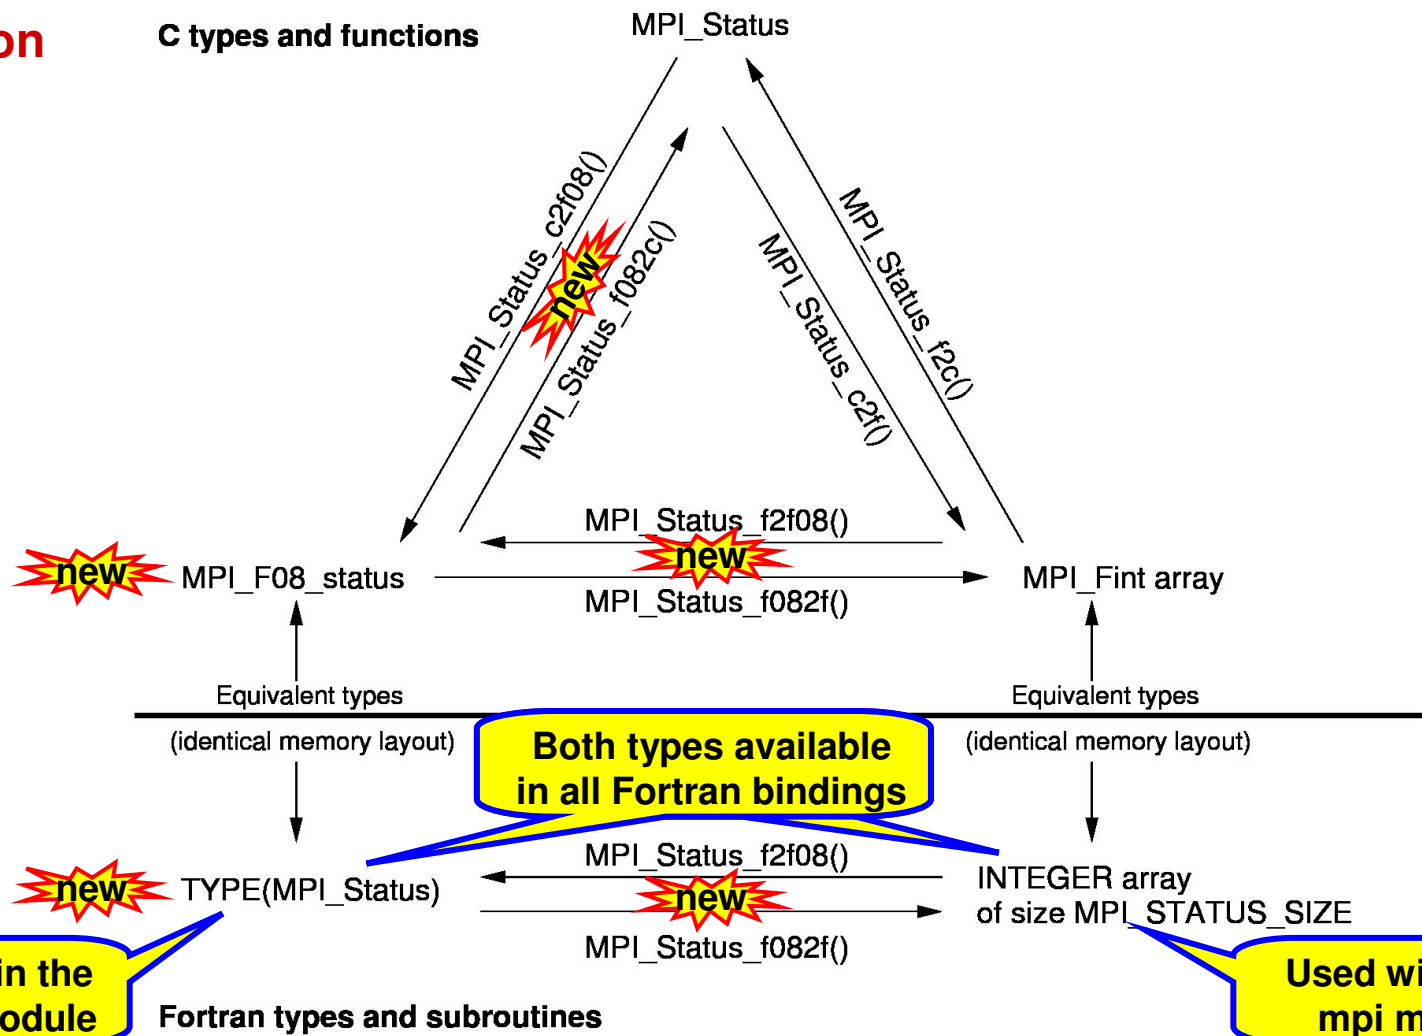 on
C types and functions
MPI_Status
MPI_Status_c2f08()
new
MPI_Status_f082c()
MPI_Status_c2f()
MPI_Status_f2c()
MPI_Status_f2f08()
new
new
MPI_F08_status
MPI_Fint array
MPI_Status_f082f()
Equivalent types
Equivalent types
(identical memory layout)
Both types available
in all Fortran bindings
(identical memory layout)
MPI_Status_f2f08()
new
TYPE(MPI_Status)
new
INTEGER array
of size MPI_STATUS_SIZE
MPI_Status_f082f()
in the
odule
Used wi
mpi m
Fortran types and subroutines